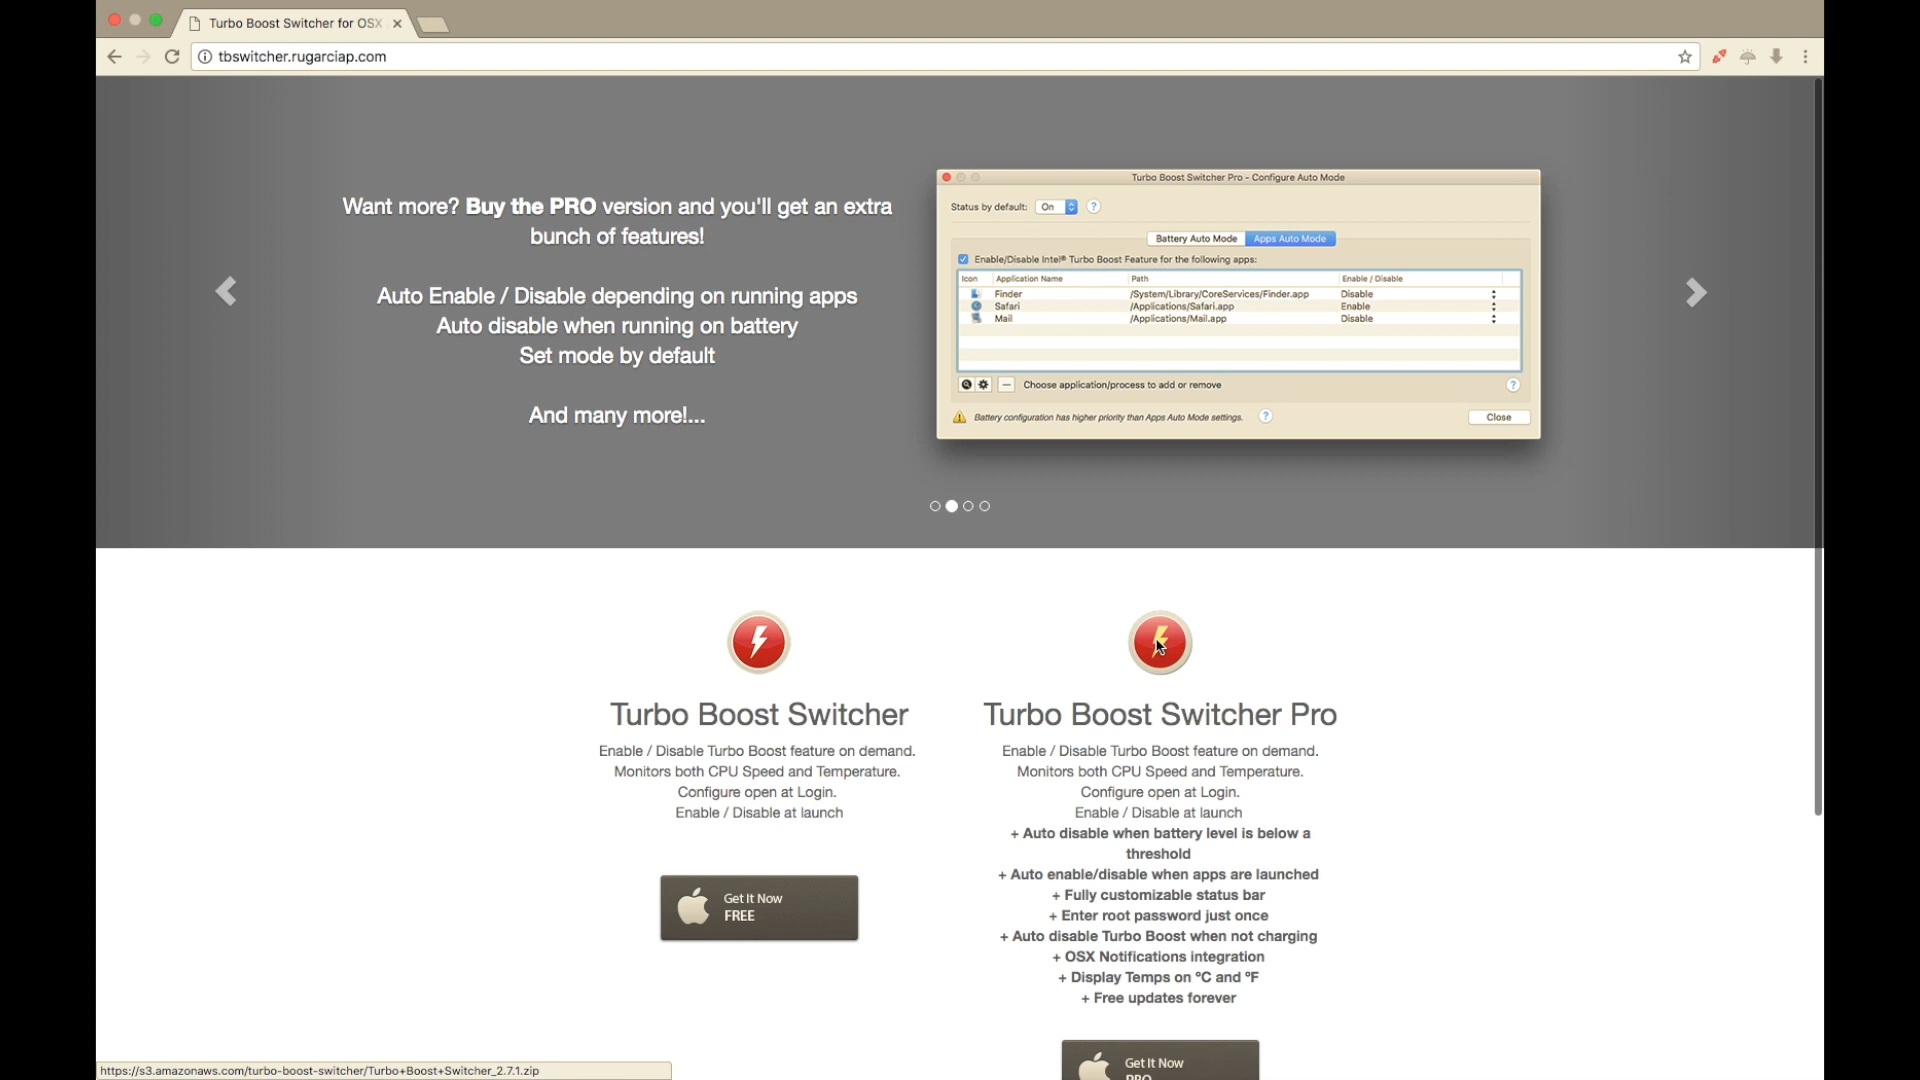 Turbo Boost Switcher for OSX
tbswitcher.rugarciap.com
Want more? Buy the PRO version and you'll get an extra
bunch of features!
Auto Enable / Disable depending on running apps
Auto disable when running on battery
Set mode by default
And many more!...
Turbo Boost Switcher Pro - Configure Auto Mode
Status by default: On ?
Battery Auto Mode Apps Auto Mode
Enable/Disable Intel® Turbo Boost Feature for the following apps:
Icon Application Name Path Enable / Disable
Finder /System/Library/CoreServices/Finder.app Disable
Safari /Applications/Safari.app Enable
Mail /Applications/Mail.app Disable
Choose application/process to add or remove ?
Battery configuration has higher priority than Apps Auto Mode settings. ? Close
Turbo Boost Switcher
Enable / Disable Turbo Boost feature on demand.
Monitors both CPU Speed and Temperature.
Configure open at Login.
Enable / Disable at launch
Get It Now
FREE
Turbo Boost Switcher Pro
Enable / Disable Turbo Boost feature on demand.
Monitors both CPU Speed and Temperature.
Configure open at Login.
Enable / Disable at launch
+ Auto disable when battery level is below a
threshold
+ Auto enable/disable when apps are launched
+ Fully customizable status bar
+ Enter root password just once
+ Auto disable Turbo Boost when not charging
+ OSX Notifications integration
+ Display Temps on ºC and ºF
+ Free updates forever
Get It Now
PRO
https://s3.amazonaws.com/turbo-boost-switcher/Turbo+Boost+Switcher_2.7.1.zip